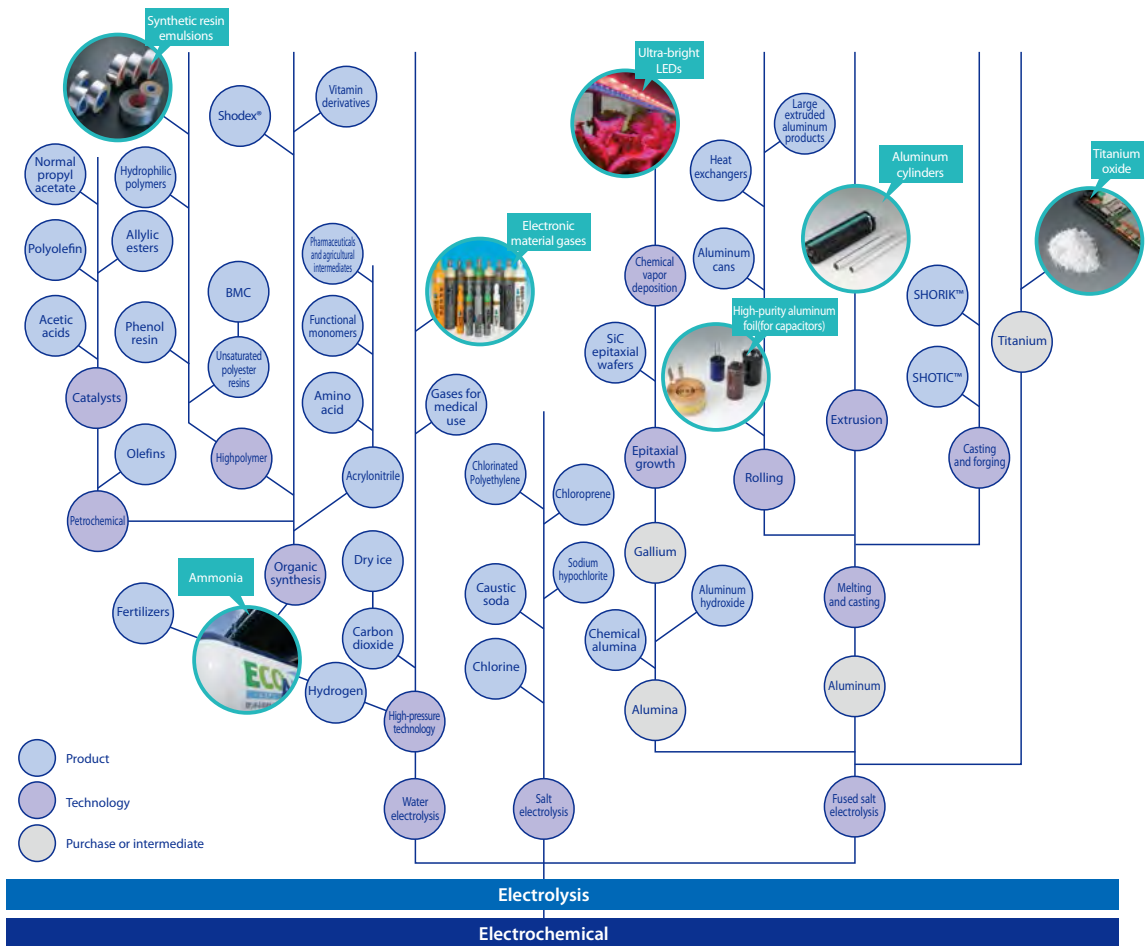 Synthetic resin
emulsions
Ultra-bright
LEDs
Vitamin
derivatives
Shodex®
Large
extruded
aluminum
products
Normal
propyl
acetate
Hydrophilic
polymers
Heat
exchangers
Aluminum
cylinders
Titanium
oxide
Polyolefin
Allylic
esters
Pharmaceuticals
and agricultural
intermediates
Electronic
material gases
Chemical
vapor
deposition
Aluminum
cans
BMC
SHORIK™
Acetic
acids
Phenol
resin
Functional
monomers
High-purity aluminum
foil(for capacitors)
SiC
epitaxial
wafers
Titanium
Unsaturated
polyester
resins
SHOTIC™
Catalysts
Amino
acid
Gases for
medical
use
Extrusion
Olefins
Highpolymer
Epitaxial
growth
Casting
and forging
Acrylonitrile
Chlorinated
Polyethylene
Rolling
Chloroprene
Petrochemical
Gallium
Dry ice
Organic
synthesis
Sodium
hypochlorite
Ammonia
Caustic
soda
Aluminum
hydroxide
Melting
and casting
Fertilizers
Carbon
dioxide
Chemical
alumina
Chlorine
ECO
Hydrogen
Aluminum
High-pressure
technology
Alumina
Product
Technology
Purchase or intermediate
Water
electrolysis
Salt
electrolysis
Fused salt
electrolysis
Electrolysis
Electrochemical